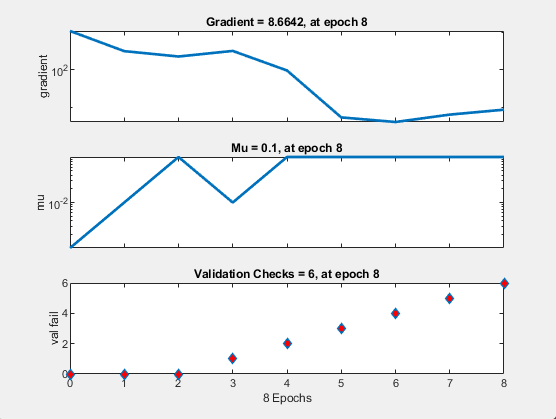 Gradient = 8.6642, at epoch 8
gradient
10^2
Mu = 0.1, at epoch 8
mu
10^-2
Validation Checks = 6, at epoch 8
val fail
6
4
2
0
0 1 2 3 4 5 6 7 8
8 Epochs